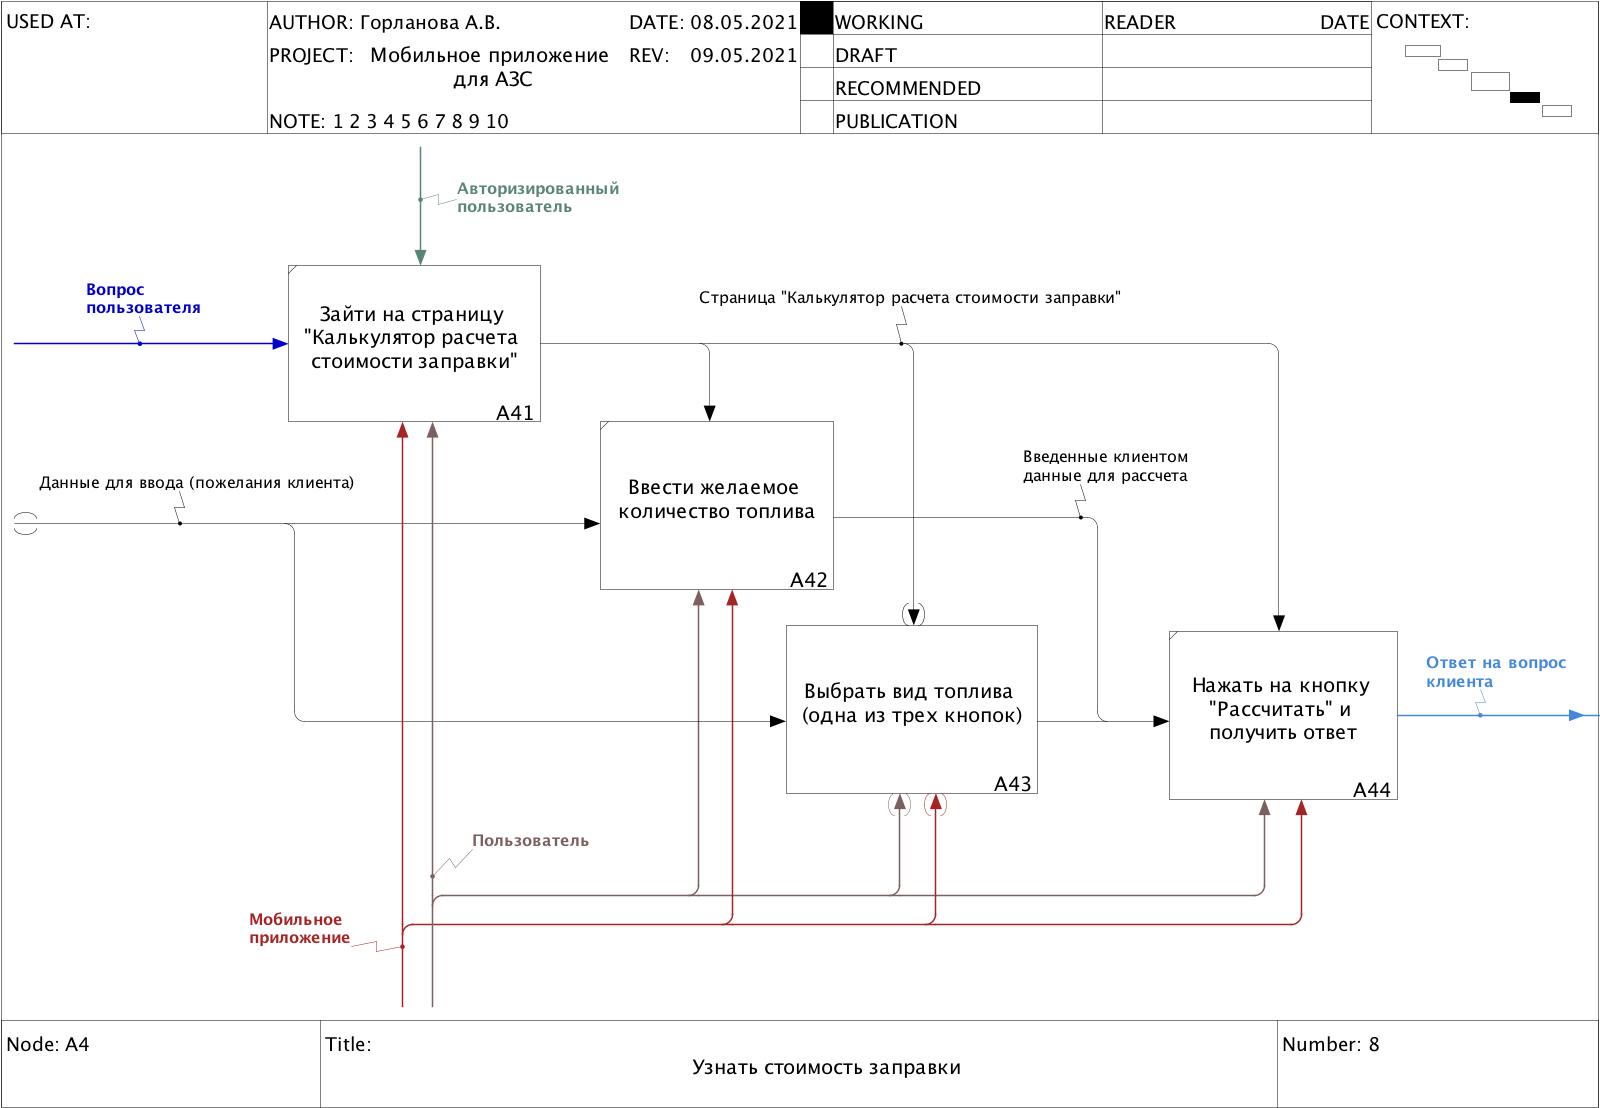 USED AT:
AUTHOR: Горланова А.В.
DATE: 08.05.2021
PROJECT: Мобильное приложение
для АЗС
REV: 09.05.2021
NOTE: 1 2 3 4 5 6 7 8 9 10
WORKING
DRAFT
RECOMMENDED
PUBLICATION
READER
DATE
CONTEXT:
Авторизированный
пользователь
Вопрос
пользователя
Зайти на страницу
"Калькулятор расчета
стоимости заправки"
A41
Страница "Калькулятор расчета стоимости заправки"
Данные для ввода (пожелания клиента)
Ввести желаемое
количество топлива
A42
Введенные клиентом
данные для рассчета
Выбрать вид топлива
(одна из трех кнопок)
A43
Нажать на кнопку
"Рассчитать" и
получить ответ
A44
Ответ на вопрос
клиента
Пользователь
Мобильное
приложение
Node: A4
Title:
Узнать стоимость заправки
Number: 8